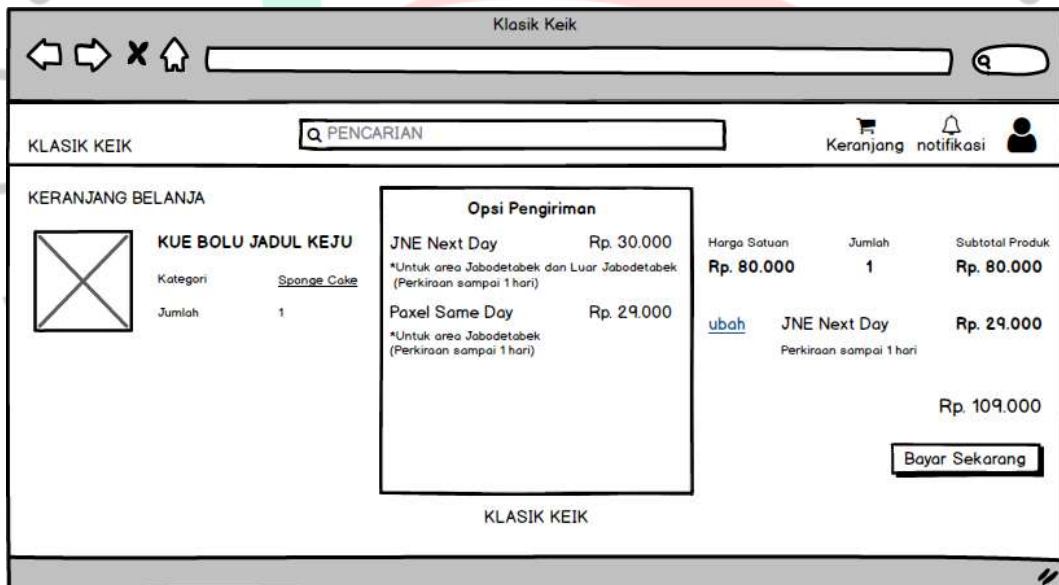 Klasik Keik
KLASIK KEIK
PENCARIAN
Keranjang
notifikasi
KERANJANG BELANJA
KUE BOLU JADUL KEJU
Kategori Sponge Cake
Jumlah 1
Opsi Pengiriman
JNE Next Day Rp. 30.000
*Untuk area Jabodetabek dan Luar Jabodetabek
(Perkiraan sampai 1 hari)
Paxel Same Day Rp. 29.000
*Untuk area Jabodetabek
(Perkiraan sampai 1 hari)
Harga Satuan Jumlah Subtotal Produk
Rp. 80.000 1 Rp. 80.000
ubah JNE Next Day Rp. 29.000
Perkiraan sampai 1 hari
Rp. 109.000
Bayar Sekarang
KLASIK KEIK